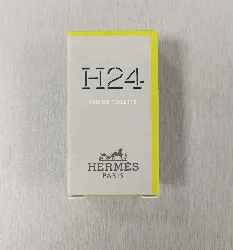 H24
EAU DE TOILETTE
HERMÈS
PARIS